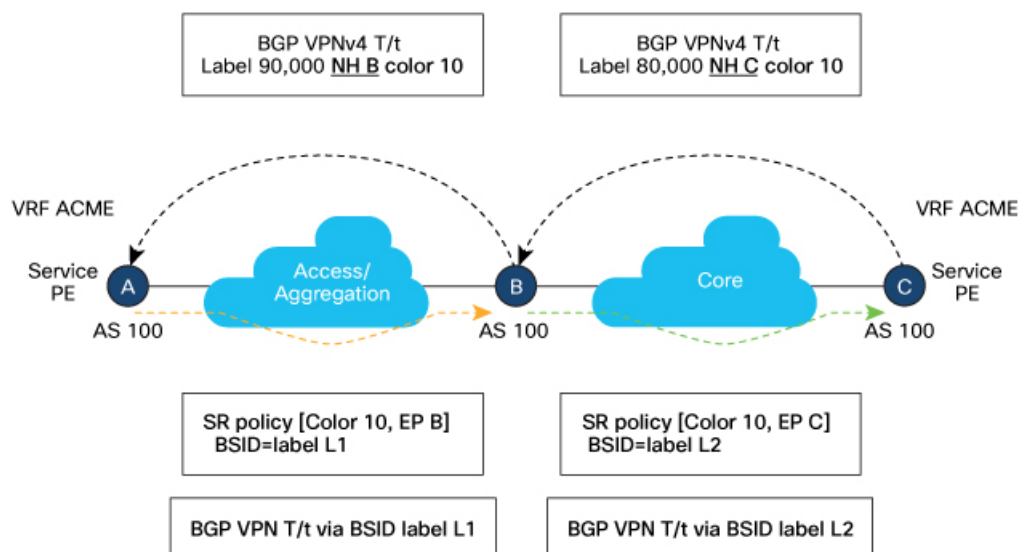 BGP VPNv4 T/t
Label 90,000 NH B color 10
BGP VPNv4 T/t
Label 80,000 NH C color 10
VRF ACME
VRF ACME
Service
PE
A
Access/
Aggregation
B
Core
C
Service
PE
AS 100
AS 100
AS 100
SR policy [Color 10, EP B]
BSID=label L1
SR policy [Color 10, EP C]
BSID=label L2
BGP VPN T/t via BSID label L1
BGP VPN T/t via BSID label L2